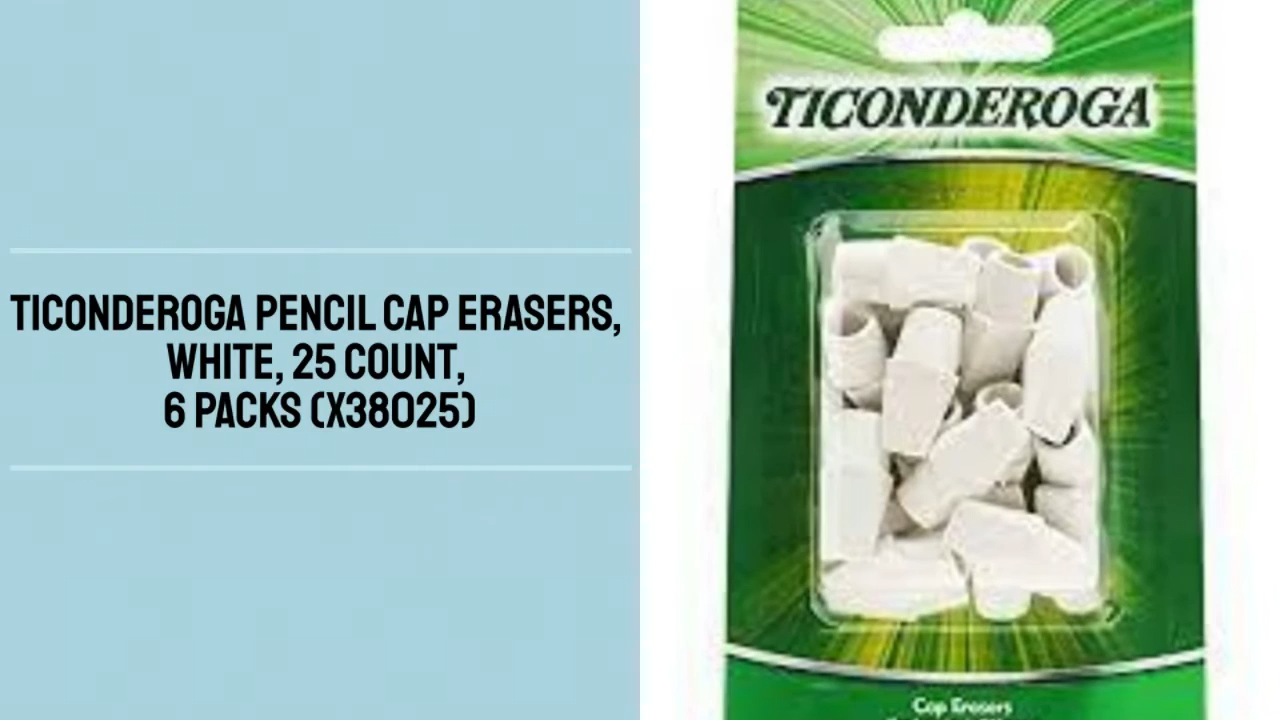 TICONDEROGA PENCIL CAP ERASERS,
WHITE, 25 COUNT,
6 PACKS (X38025)
TICONDEROGA
Cap Erasers